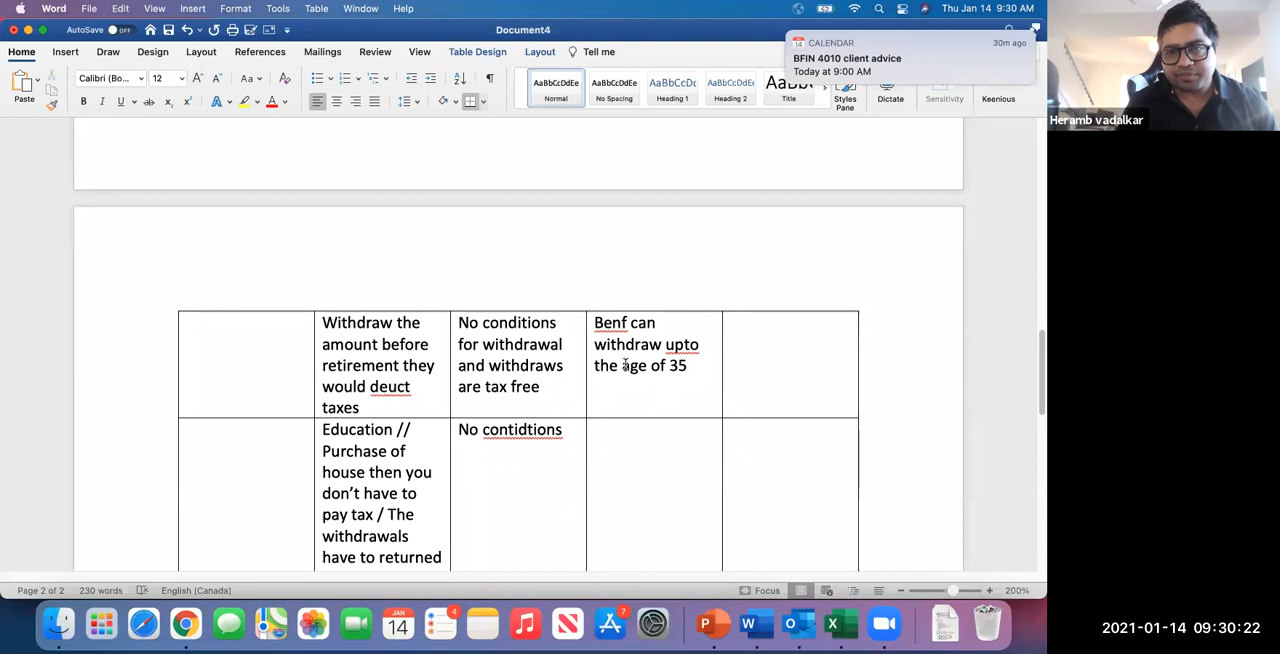 Word File Edit View Insert Format Tools Table Window Help Thu Jan 14 9:30 AM
AutoSave OFF Document4
Home Insert Draw Design Layout References Mailings Review View Table Design Layout Tell me
CALENDAR 30m ago
BFIN 4010 client advice
Today at 9:00 AM
Paste
Calibri (Bo... 12
AaBbCcDdEe
Normal
AaBbCcDdEe
No Spacing
AaBbCcDc
Heading 1
AaBbCcDdEe
Heading 2
Title
Styles
Pane
Dictate
Sensitivity
Keenious
Heramb vadalkar
Withdraw the
amount before
retirement they
would deuct
taxes
No conditions
for withdrawal
and withdraws
are tax free
Benf can
withdraw upto
the age of 35
Education //
Purchase of
house then you
don't have to
pay tax / The
withdrawals
have to returned
No contidtions
Page 2 of 2 230 words English (Canada) Focus 200%
JAN
14
4
7
2021-01-14 09:30:22